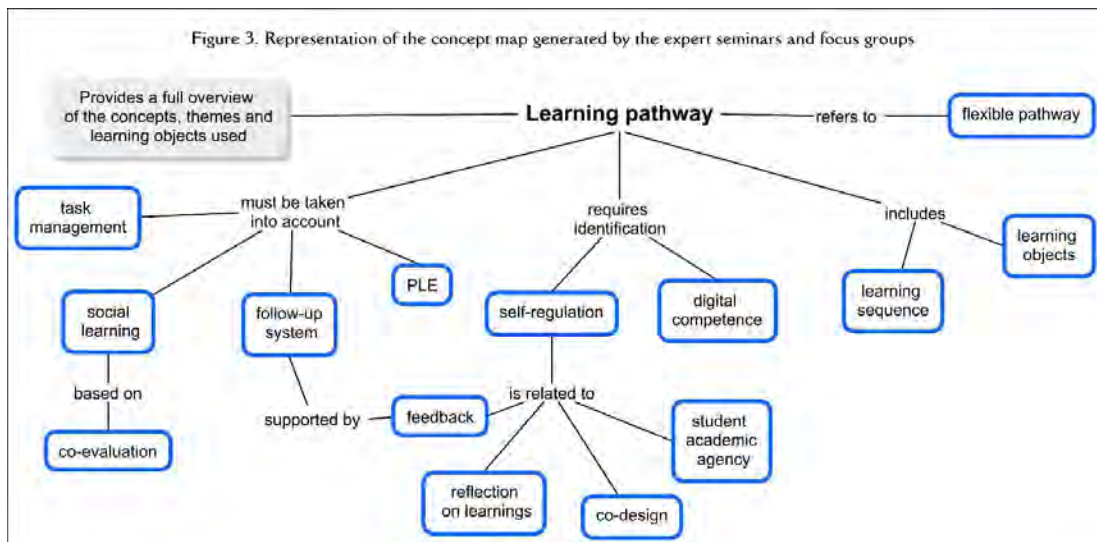 Figure 3. Representation of the concept map generated by the expert seminars and focus groups
Provides a full overview
of the concepts, themes and
learning objects used
Learning pathway
refers to
flexible pathway
task
management
must be taken
into account
requires
identification
includes
learning
objects
social
learning
follow-up
system
PLE
self-regulation
digital
competence
learning
sequence
based on
is related to
supported by
feedback
student
academic
agency
co-evaluation
reflection
on learnings
co-design